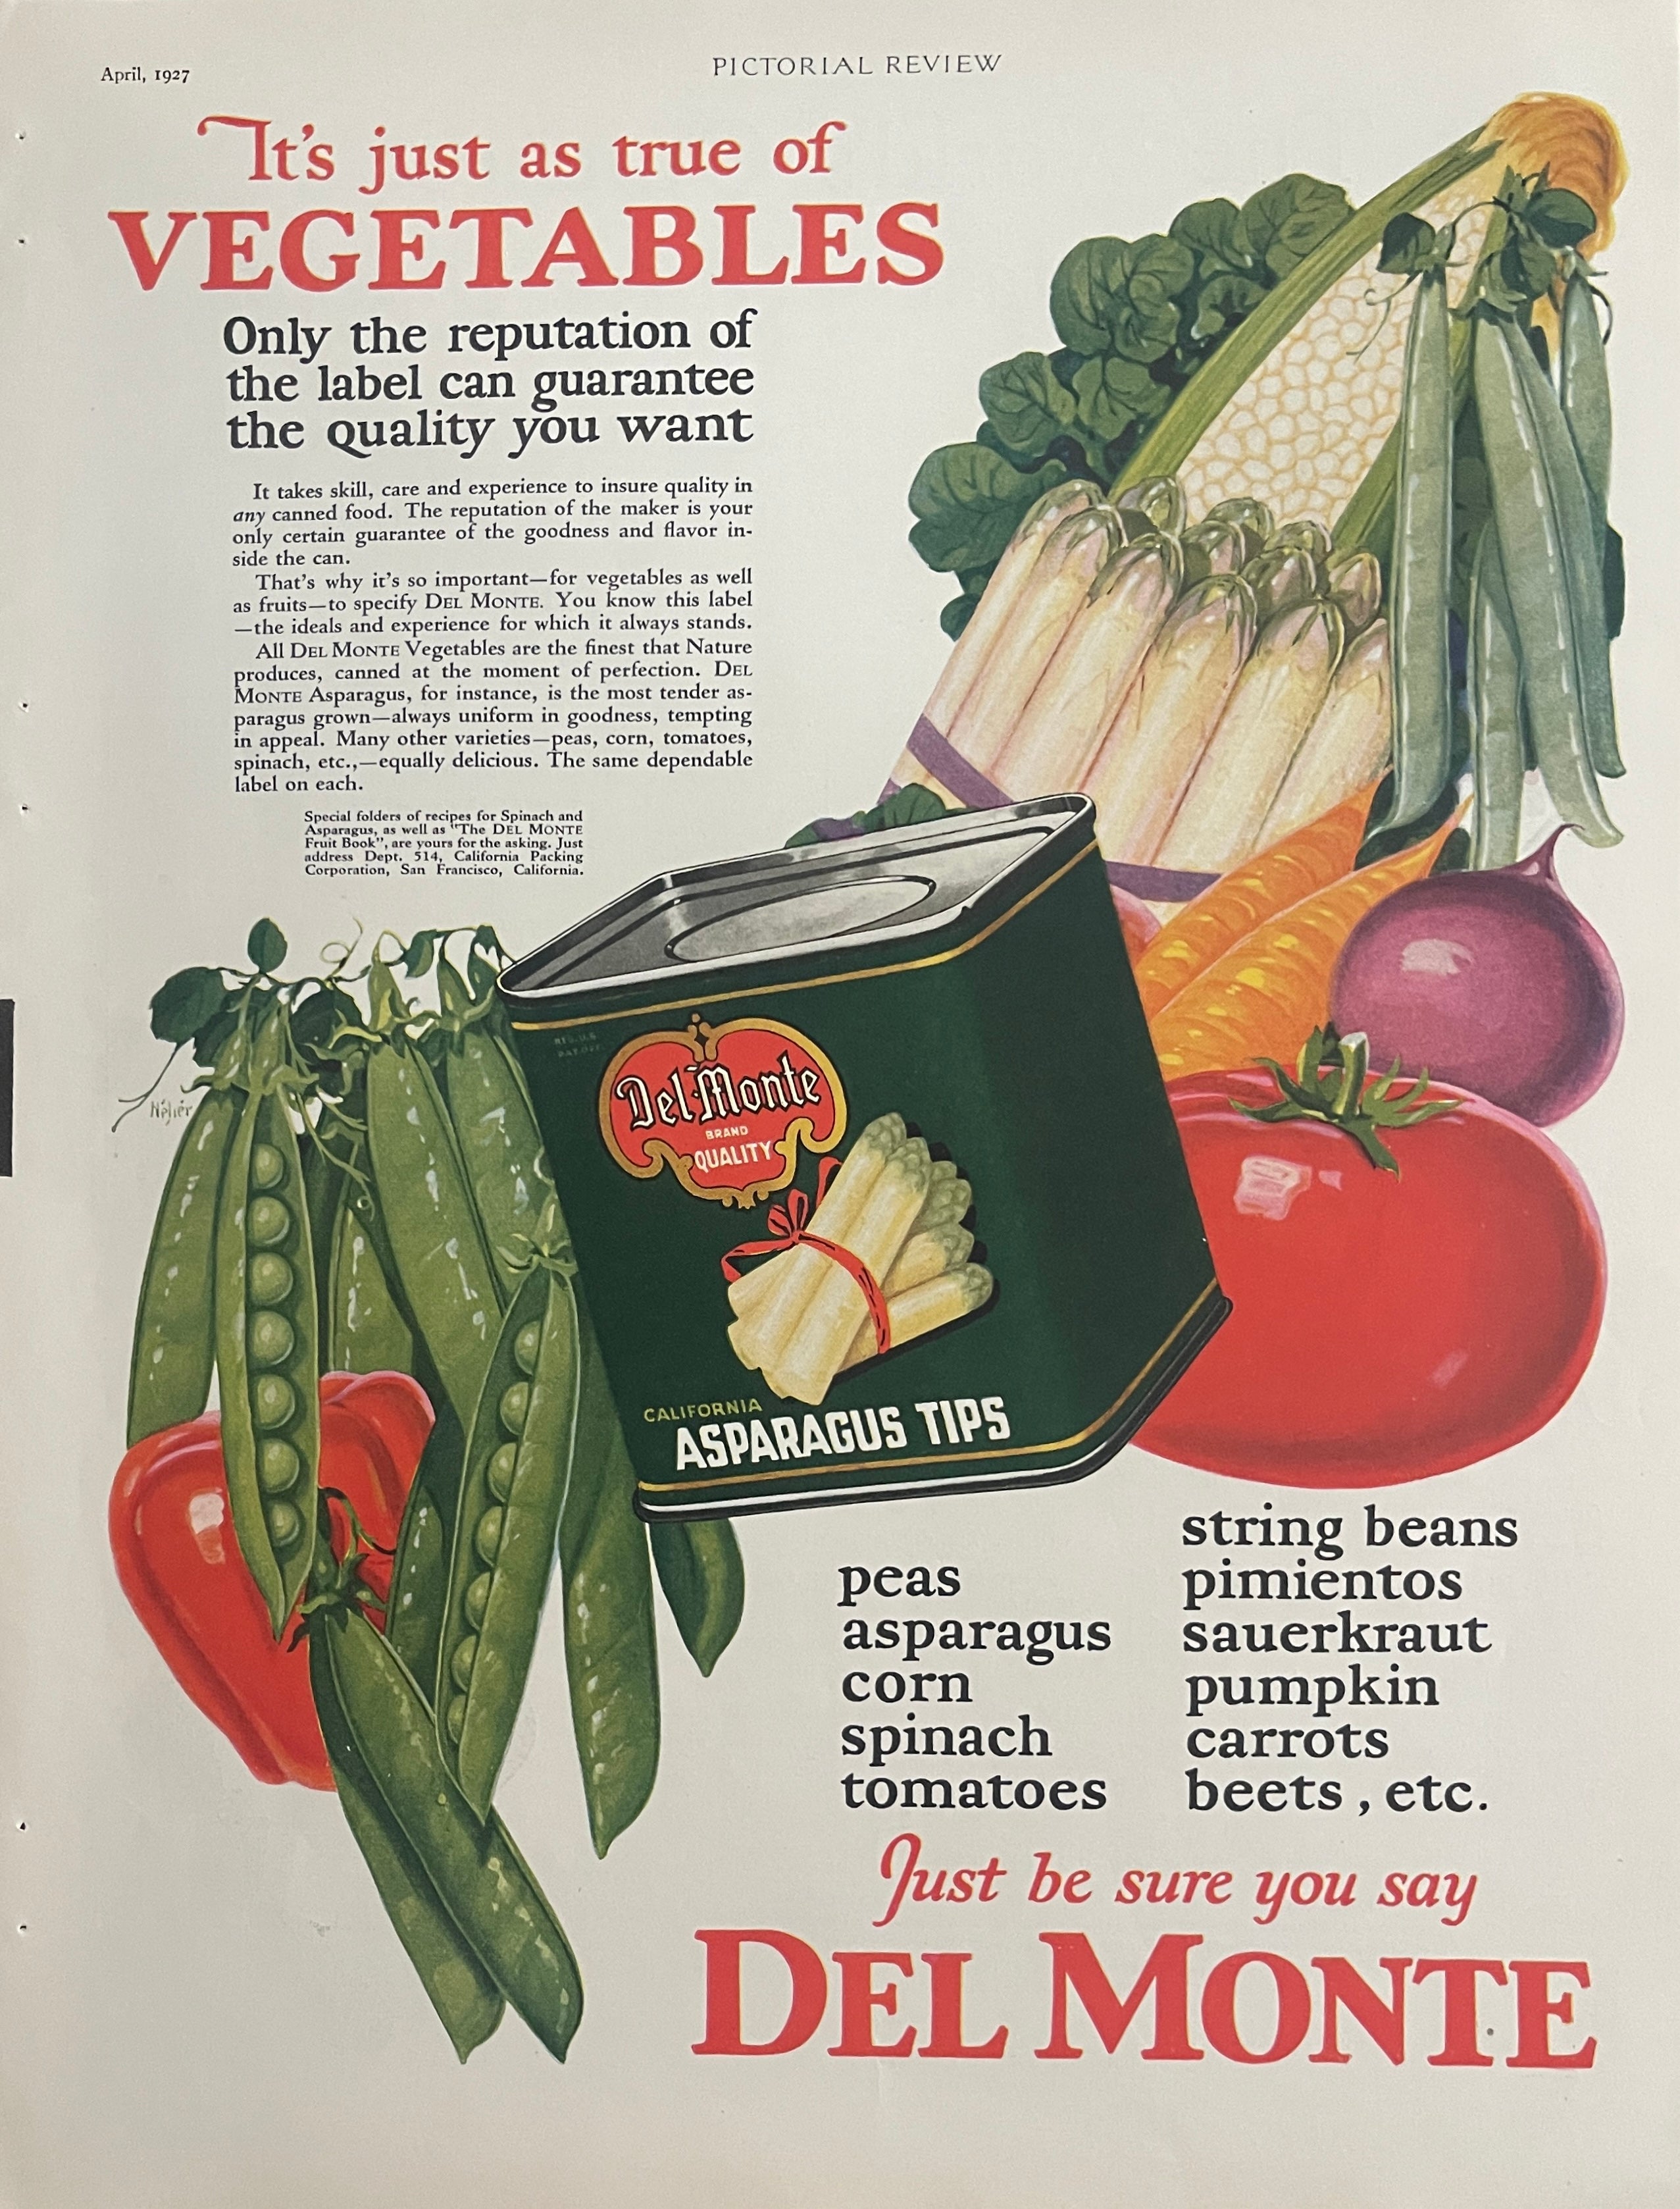 April, 1927
PICTORIAL REVIEW
It's just as true of
VEGETABLES
Only the reputation of
the label can guarantee
the quality you want
It takes skill, care and experience to insure quality in
any canned food. The reputation of the maker is your
only certain guarantee of the goodness and flavor in-
side the can.
That's why it's so important—for vegetables as well
as fruits—to specify DEL MONTE. You know this label
—the ideals and experience for which it always stands.
All DEL MONTE Vegetables are the finest that Nature
produces, canned at the moment of perfection. DEL
MONTE Asparagus, for instance, is the most tender as-
paragus grown—always uniform in goodness, tempting
in appeal. Many other varieties—peas, corn, tomatoes,
spinach, etc.,—equally delicious. The same dependable
label on each.
Special folders of recipes for Spinach and
Asparagus, as well as "The DEL MONTE
Fruit Book", are yours for the asking. Just
address Dept. 514, California Packing
Corporation, San Francisco, California.
REG. U.S.
PAT. OFF.
Del Monte
BRAND
QUALITY
CALIFORNIA
ASPARAGUS TIPS
peas
asparagus
corn
spinach
tomatoes
string beans
pimientos
sauerkraut
pumpkin
carrots
beets, etc.
Just be sure you say
DEL MONTE